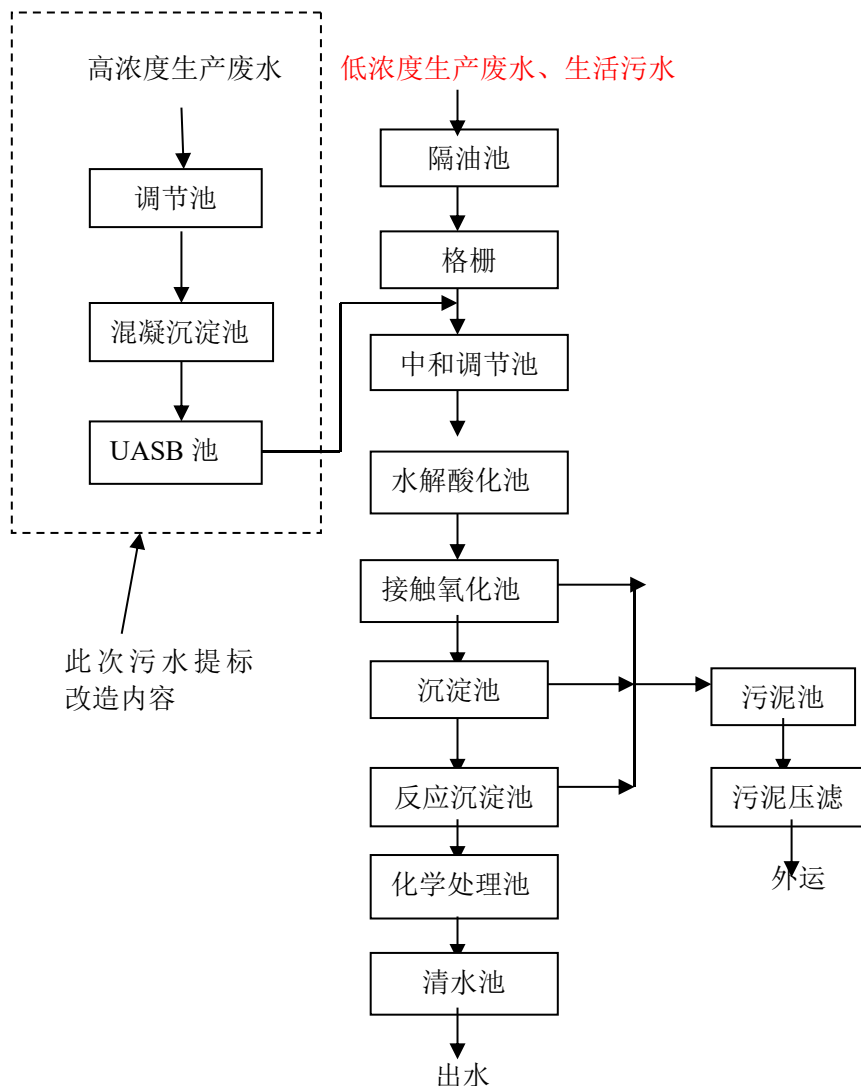 高浓度生产废水
低浓度生产废水、生活污水
隔油池
调节池
格栅
混凝沉淀池
中和调节池
UASB 池
水解酸化池
接触氧化池
此次污水提标
改造内容
沉淀池
污泥池
反应沉淀池
污泥压滤
化学处理池
外运
清水池
出水